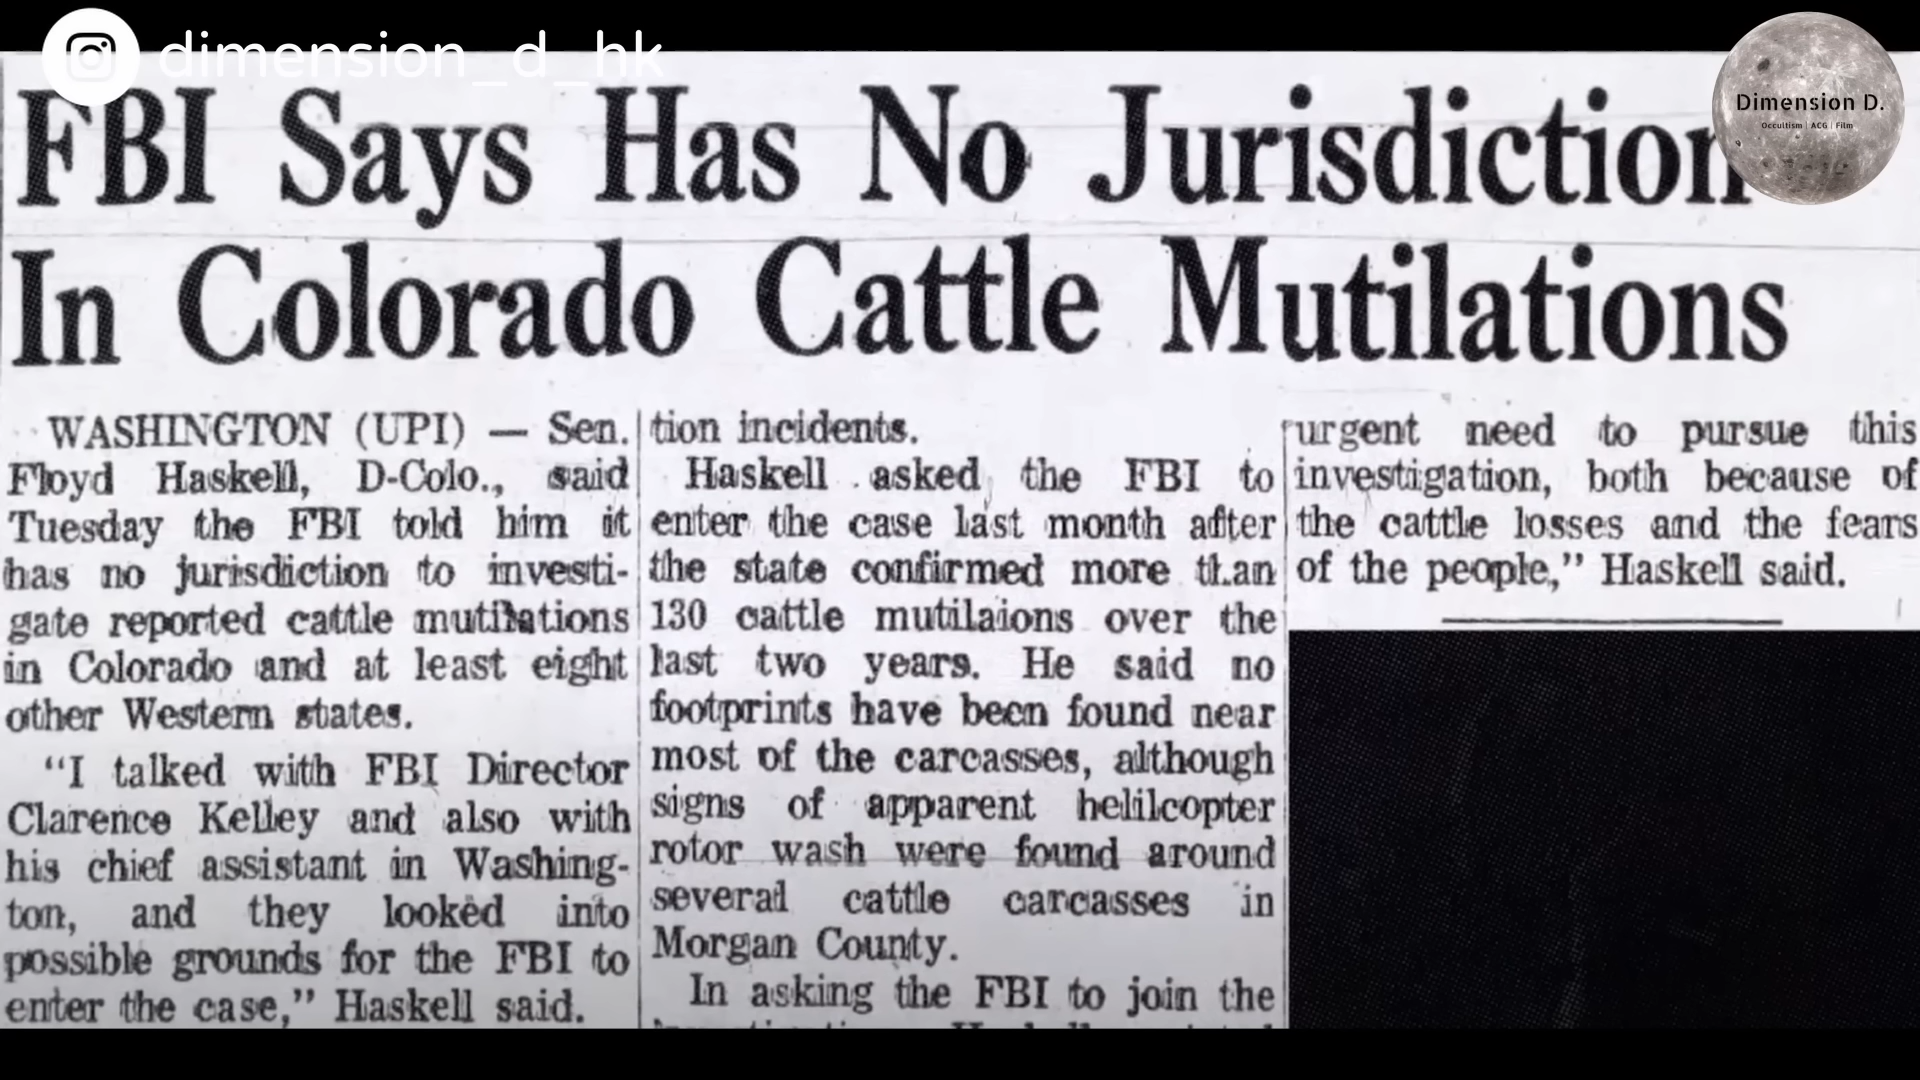 dimension_d_hk
Dimension D.
Occultism | ACG | Film
FBI Says Has No Jurisdiction
In Colorado Cattle Mutilations
WASHINGTON (UPI) — Sen.
Floyd Haskell, D-Colo., said
Tuesday the FBI told him it
has no jurisdiction to investi-
gate reported cattle mutilations
in Colorado and at least eight
other Western states.
"I talked with FBI Director
Clarence Kelley and also with
his chief assistant in Washing-
ton, and they looked into
possible grounds for the FBI to
enter the case," Haskell said.
tion incidents.
Haskell asked the FBI to
enter the case last month after
the state confirmed more than
130 cattle mutilaions over the
last two years. He said no
footprints have been found near
most of the carcasses, although
signs of apparent helilcopter
rotor wash were found around
several cattle carcasses in
Morgan County.
In asking the FBI to join the
urgent need to pursue this
investigation, both because of
the cattle losses and the fears
of the people," Haskell said.